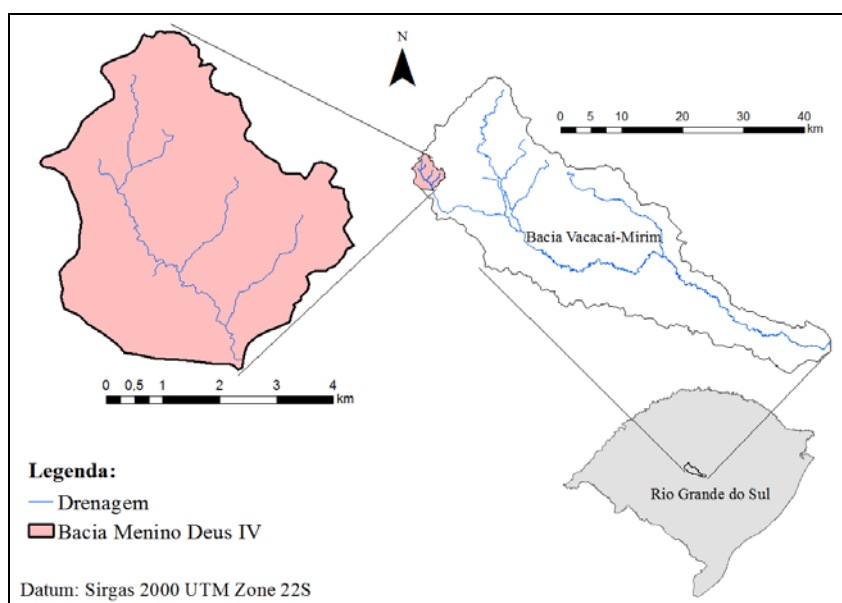 N
0 5 10 20 30 40
km
Bacia Vacacaí-Mirim
0 0,5 1 2 3 4
km
Legenda:
Drenagem
Bacia Menino Deus IV
Rio Grande do Sul
Datum: Sirgas 2000 UTM Zone 22S